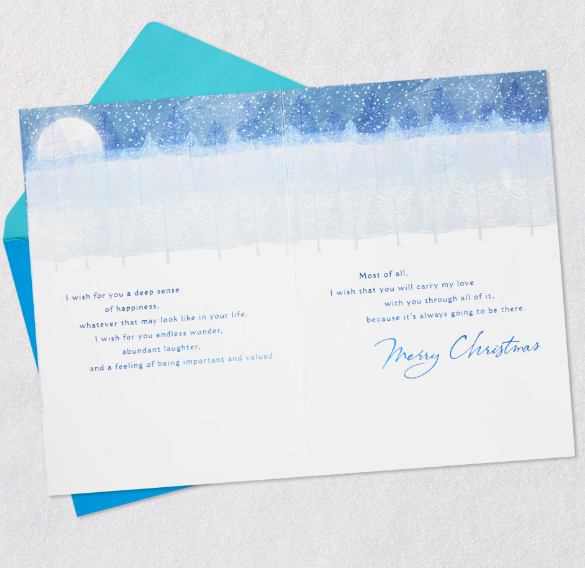 I wish for you a deep sense
of happiness,
whatever that may look like in your life.
I wish for you endless wonder,
abundant laughter,
and a feeling of being important and valued.
Most of all,
I wish that you will carry my love
with you through all of it,
because it's always going to be there.
Merry Christmas